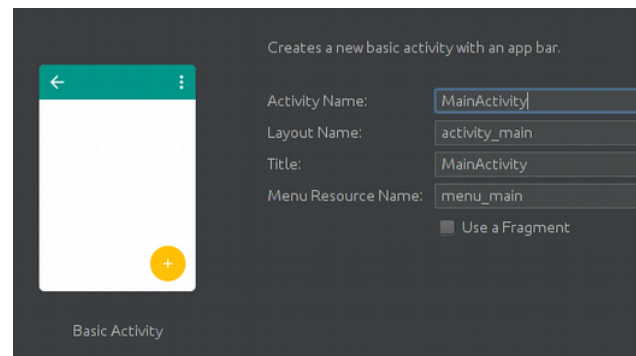 Creates a new basic activity with an app bar.
Activity Name: MainActivity
Layout Name: activity_main
Title: MainActivity
Menu Resource Name: menu_main
Use a Fragment
Basic Activity